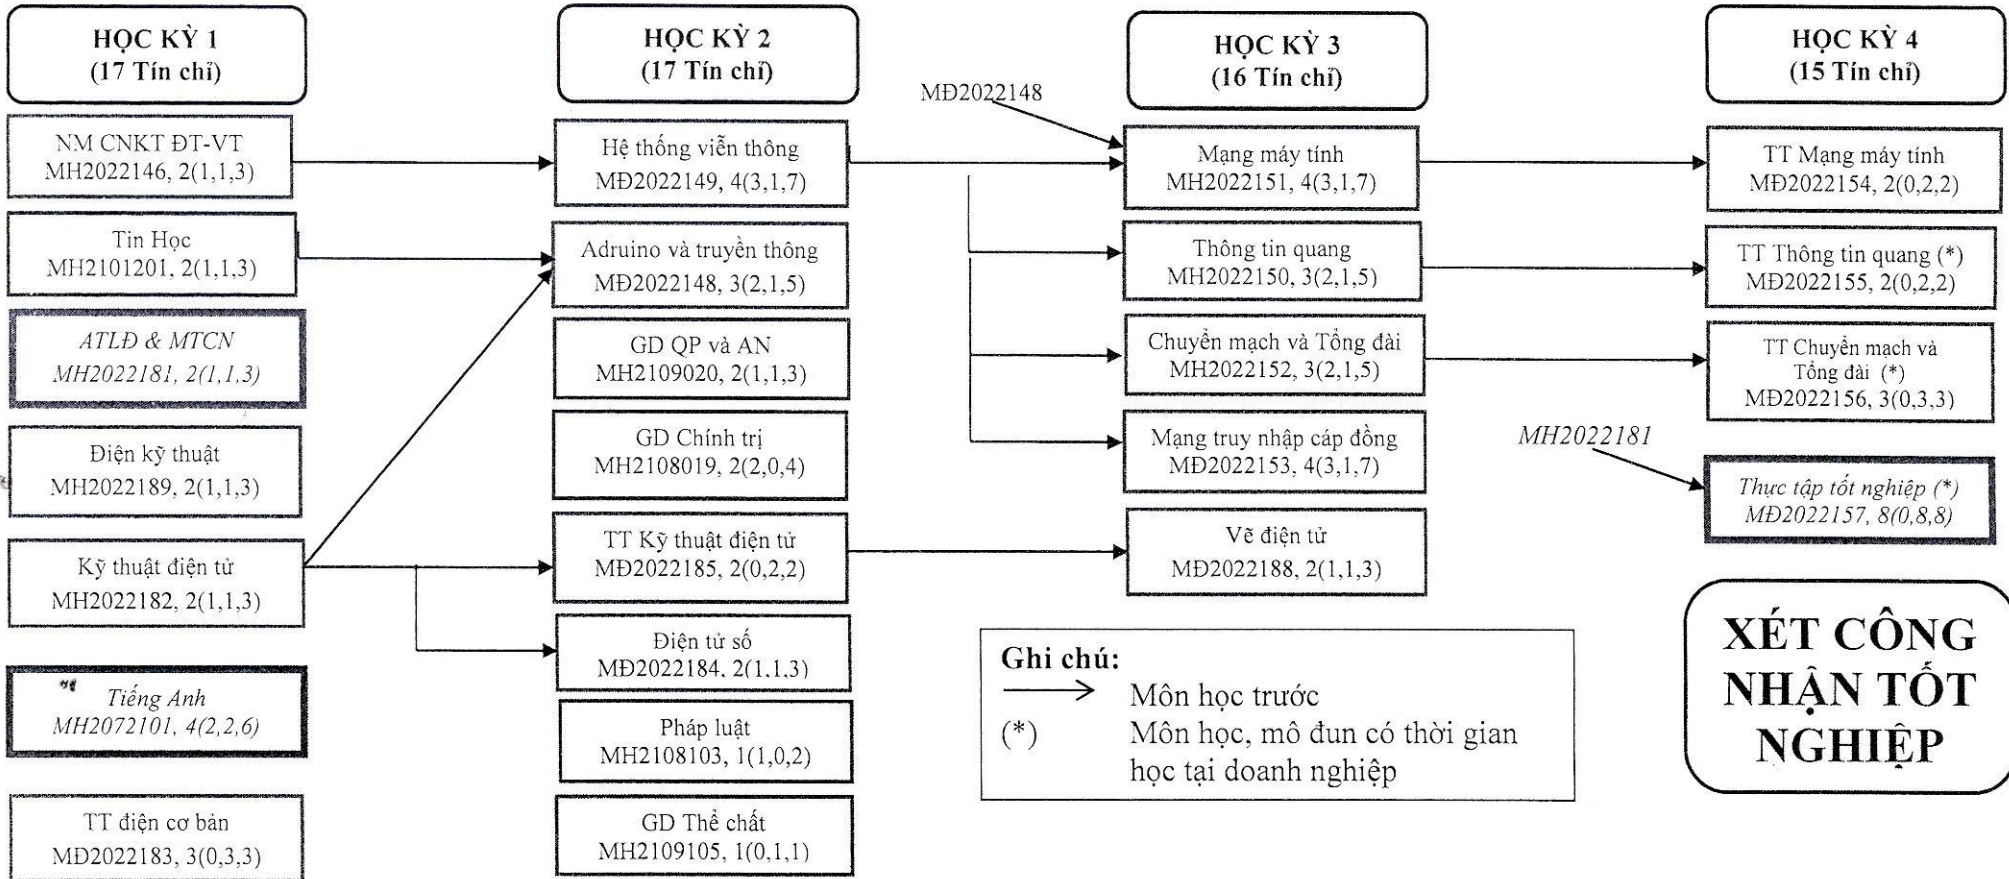 HỌC KỲ 1
(17 Tín chỉ)
NM CNKT ĐT-VT
MH2022146, 2(1,1,3)
Tin Học
MH2101201, 2(1,1,3)
ATLĐ & MTCN
MH2022181, 2(1,1,3)
Điện kỹ thuật
MH2022189, 2(1,1,3)
Kỹ thuật điện tử
MH2022182, 2(1,1,3)
Tiếng Anh
MH2072101, 4(2,2,6)
TT điện cơ bản
MĐ2022183, 3(0,3,3)
HỌC KỲ 2
(17 Tín chỉ)
Hệ thống viễn thông
MĐ2022149, 4(3,1,7)
Adruino và truyền thông
MĐ2022148, 3(2,1,5)
GD QP và AN
MH2109020, 2(1,1,3)
GD Chính trị
MH2108019, 2(2,0,4)
TT Kỹ thuật điện tử
MĐ2022185, 2(0,2,2)
Điện tử số
MĐ2022184, 2(1,1,3)
Pháp luật
MH2108103, 1(1,0,2)
GD Thể chất
MH2109105, 1(0,1,1)
MĐ2022148
HỌC KỲ 3
(16 Tín chỉ)
Mạng máy tính
MH2022151, 4(3,1,7)
Thông tin quang
MH2022150, 3(2,1,5)
Chuyển mạch và Tổng đài
MH2022152, 3(2,1,5)
Mạng truy nhập cáp đồng
MĐ2022153, 4(3,1,7)
Vẽ điện tử
MĐ2022188, 2(1,1,3)
Ghi chú:
Môn học trước
(*) Môn học, mô đun có thời gian
học tại doanh nghiệp
HỌC KỲ 4
(15 Tín chỉ)
TT Mạng máy tính
MĐ2022154, 2(0,2,2)
TT Thông tin quang (*)
MĐ2022155, 2(0,2,2)
TT Chuyển mạch và
Tổng đài (*)
MĐ2022156, 3(0,3,3)
MH2022181
Thực tập tốt nghiệp (*)
MĐ2022157, 8(0,8,8)
XÉT CÔNG
NHẬN TỐT
NGHIỆP